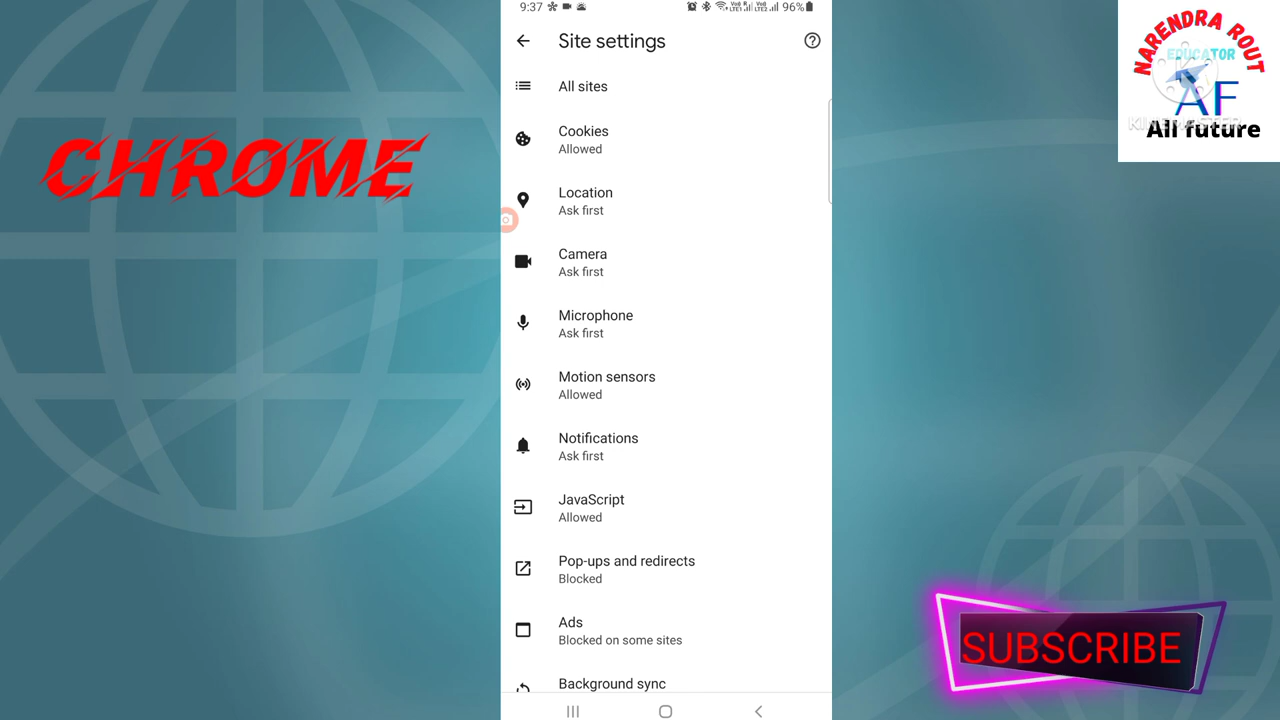 CHROME
9:37
96%
Site settings
All sites
Cookies
Allowed
Location
Ask first
Camera
Ask first
Microphone
Ask first
Motion sensors
Allowed
Notifications
Ask first
JavaScript
Allowed
Pop-ups and redirects
Blocked
Ads
Blocked on some sites
Background sync
NARENDRA ROUT
EDUCATOR
AF
KINEMASTER
All future
SUBSCRIBE